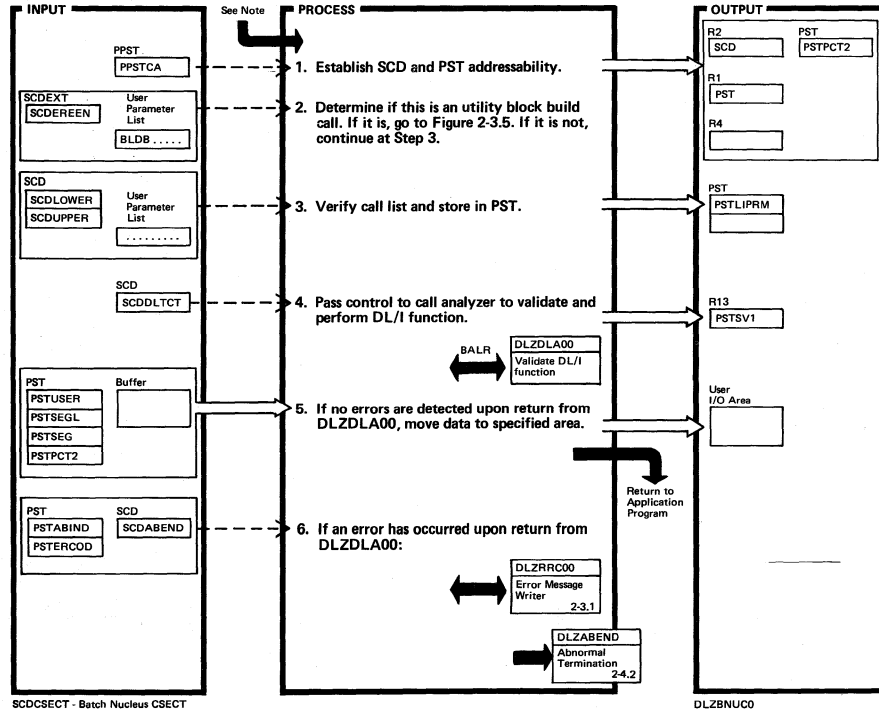 INPUT
See Note
PROCESS
OUTPUT
PPST
PPSTCA
1. Establish SCD and PST addressability.
R2
SCD
PST
PSTPCT2
R1
PST
R4
SCDEXT
SCDEREEN
User
Parameter
List
BLDB .....
2. Determine if this is an utility block build
call. If it is, go to Figure 2-3.5. If it is not,
continue at Step 3.
SCD
SCDLOWER
SCDUPPER
User
Parameter
List
.........
3. Verify call list and store in PST.
PST
PSTLIPRM
SCD
SCDDLTCT
4. Pass control to call analyzer to validate and
perform DL/I function.
R13
PSTSV1
BALR
DLZDLA00
Validate DL/I
function
PST
PSTUSER
PSTSEGL
PSTSEG
PSTPCT2
Buffer
5. If no errors are detected upon return from
DLZDLA00, move data to specified area.
User
I/O Area
Return to
Application
Program
PST
PSTABIND
PSTERCOD
SCD
SCDABEND
6. If an error has occurred upon return from
DLZDLA00:
DLZRRC00
Error Message
Writer
2-3.1
DLZABEND
Abnormal
Termination
2-4.2
SCDCSECT - Batch Nucleus CSECT
DLZBNUC0